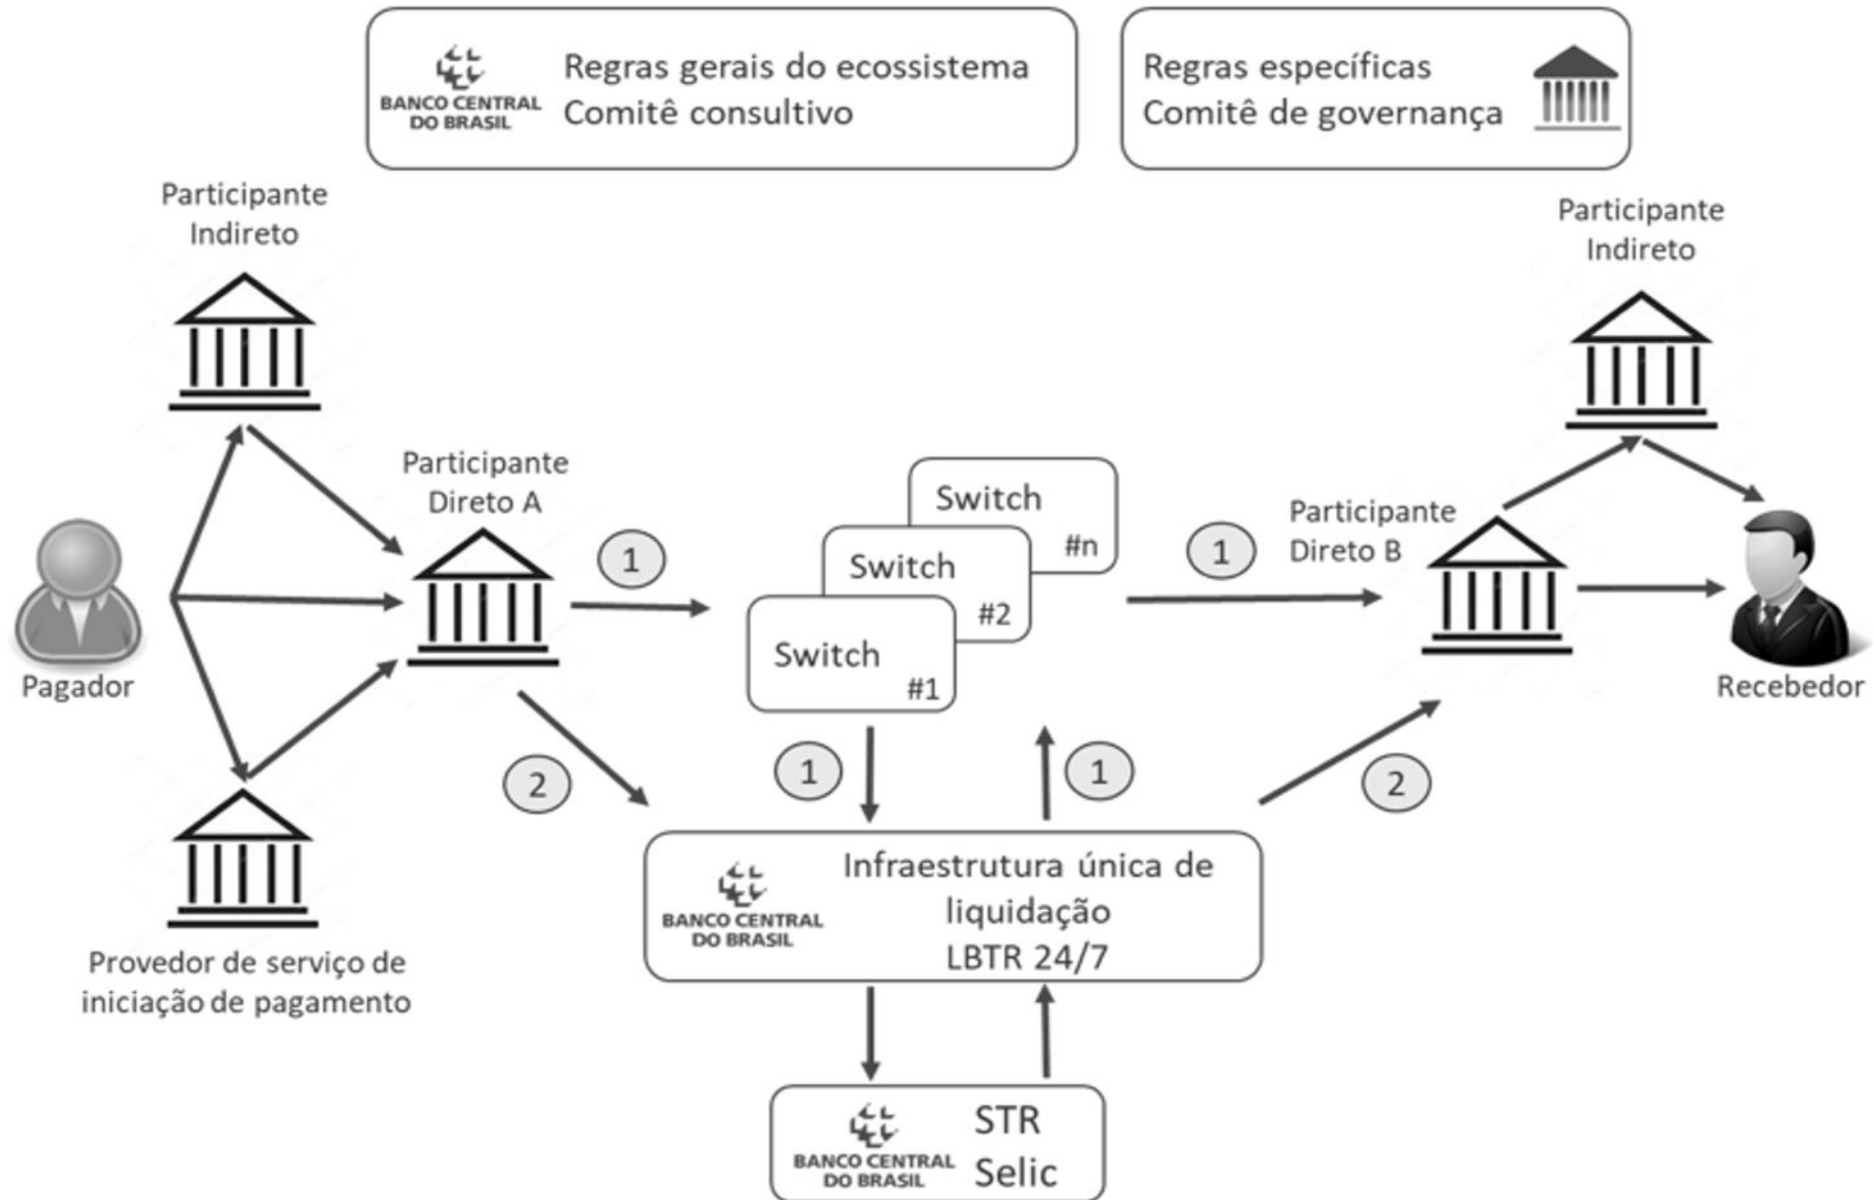 BANCO CENTRAL
DO BRASIL
Regras gerais do ecossistema
Comitê consultivo
Regras específicas
Comitê de governança
Participante
Indireto
Participante
Indireto
Participante
Direto A
Pagador
1
Switch
#n
Switch
#2
Switch
#1
1
Participante
Direto B
Recebedor
2
1
1
2
BANCO CENTRAL
DO BRASIL
Infraestrutura única de
liquidação
LBTR 24/7
Provedor de serviço de
iniciação de pagamento
BANCO CENTRAL
DO BRASIL
STR
Selic